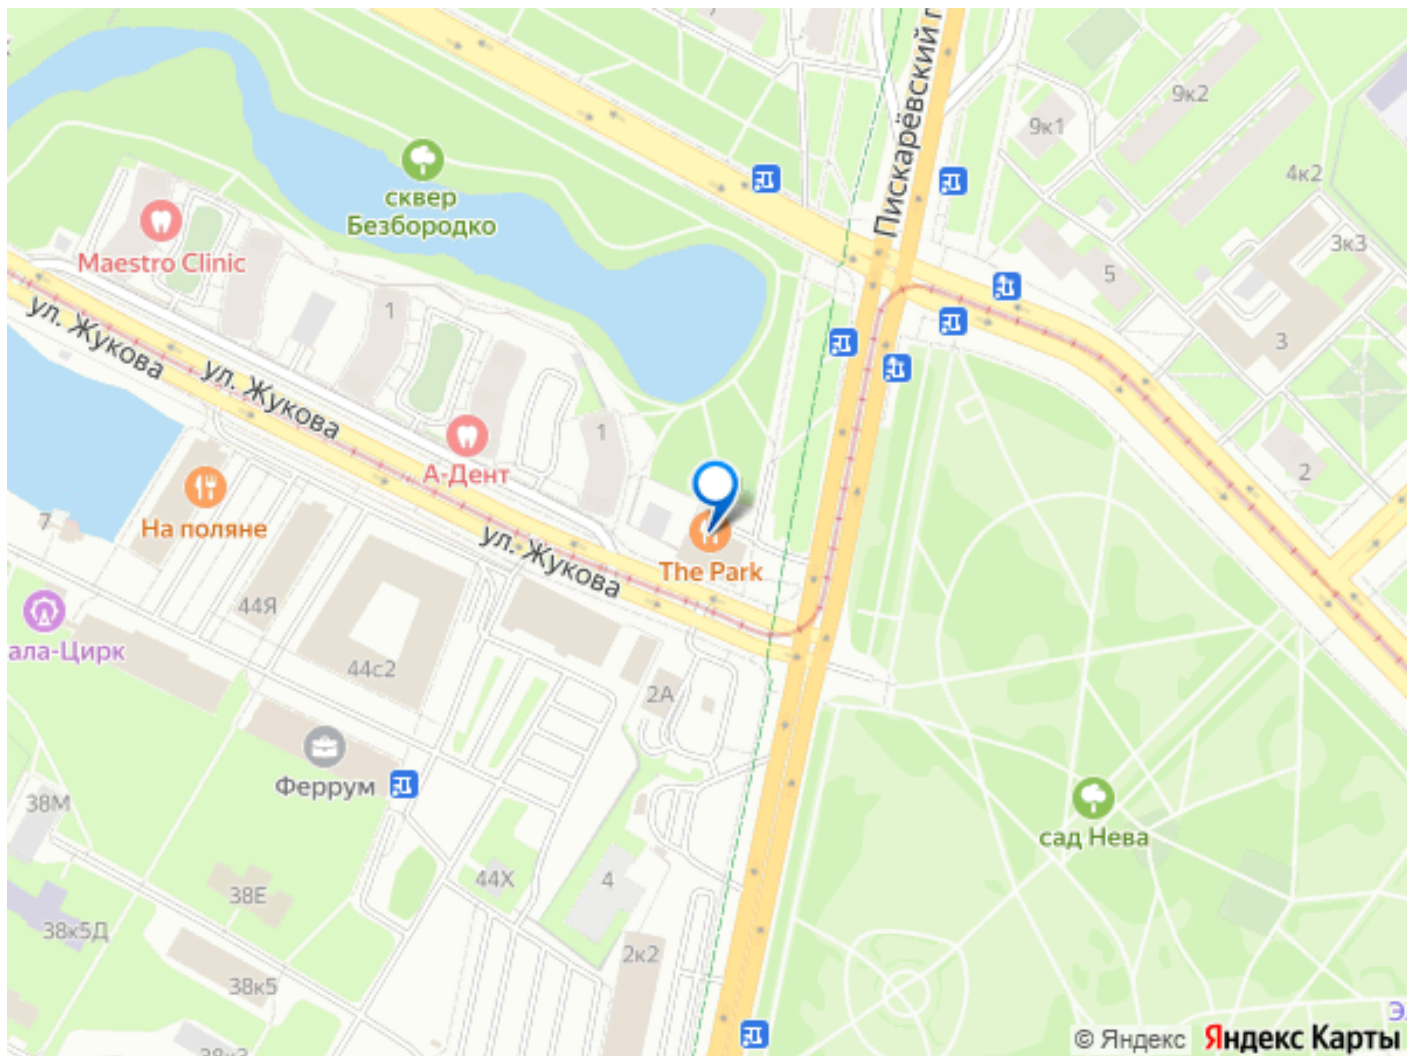 9к2
9к1
4к2
Пискарёвский п
3к3
сквер
Безбородко
Maestro Clinic
5
1
3
ул. Жукова
ул. Жукова
1
2
А-Дент
На поляне
7
The Park
ул. Жукова
44Я
ала-Цирк
44с2
2А
Феррум
38М
сад Нева
38Е
44Х
4
38к5Д
2к2
38к5
© Яндекс
Яндекс Карты